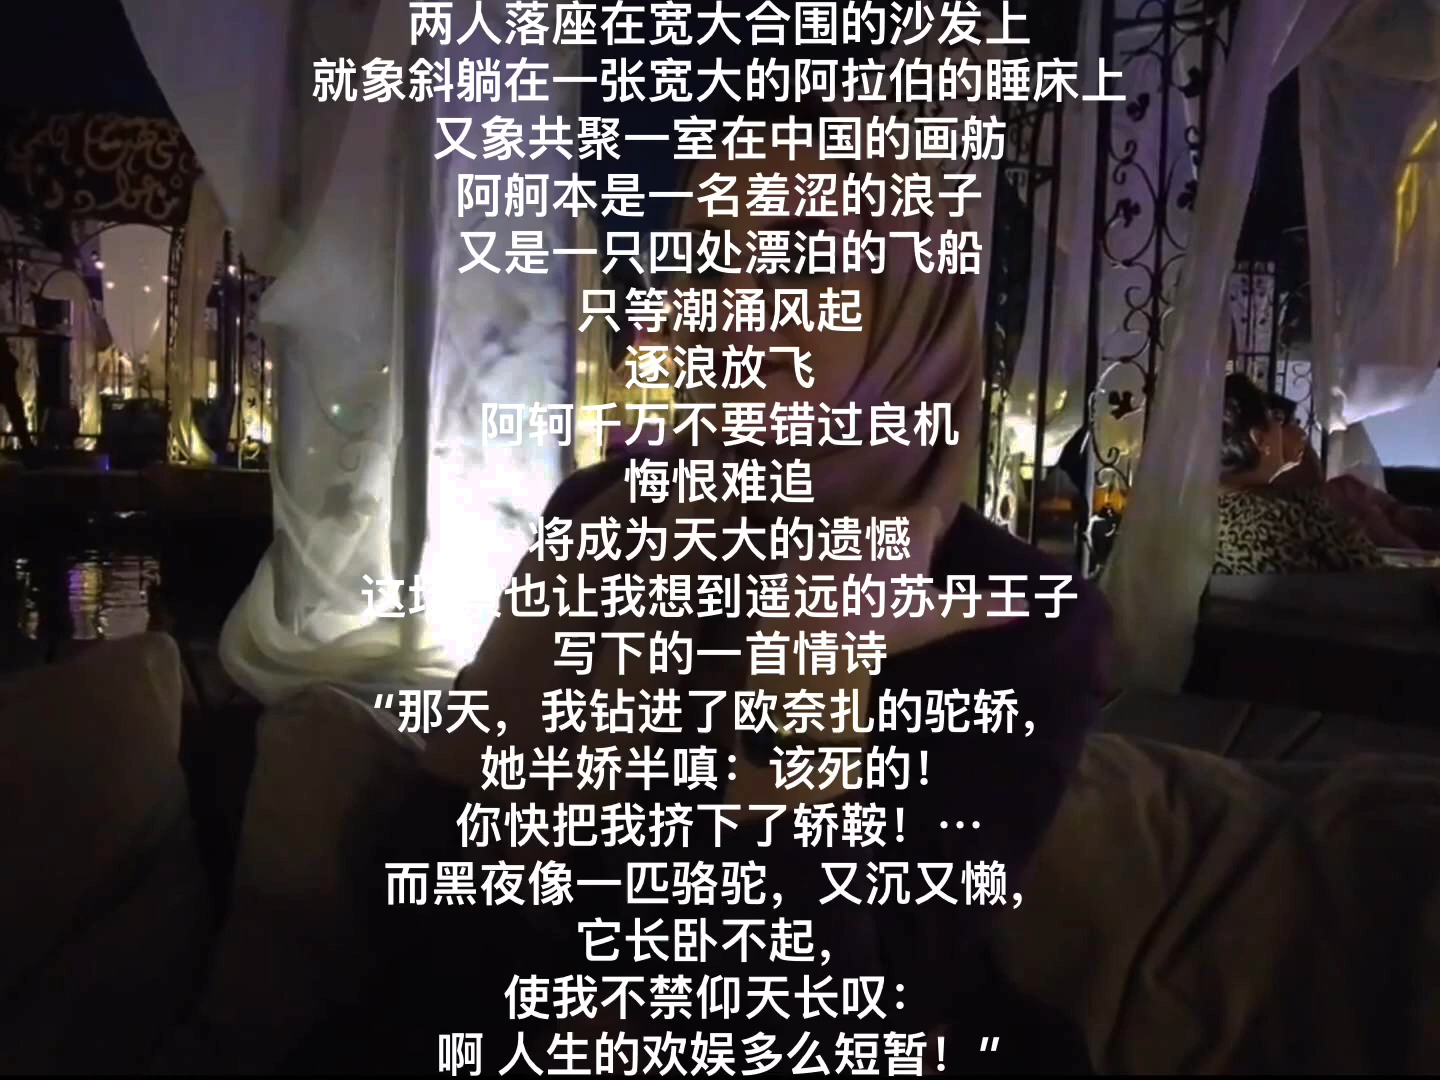 两人落座在宽大合围的沙发上
就象斜躺在一张宽大的阿拉伯的睡床上
又象共聚一室在中国的画舫
阿舸本是一名羞涩的浪子
又是一只四处漂泊的飞船
只等潮涌风起
逐浪放飞
阿轲千万不要错过良机
悔恨难追
将成为天大的遗憾
这也让我想到遥远的苏丹王子
写下的一首情诗
“那天，我钻进了欧奈扎的驼轿，
她半娇半嗔：该死的！
你快把我挤下了轿鞍！…
而黑夜像一匹骆驼，又沉又懒，
它长卧不起，
使我不禁仰天长叹：
啊 人生的欢娱多么短暂！”